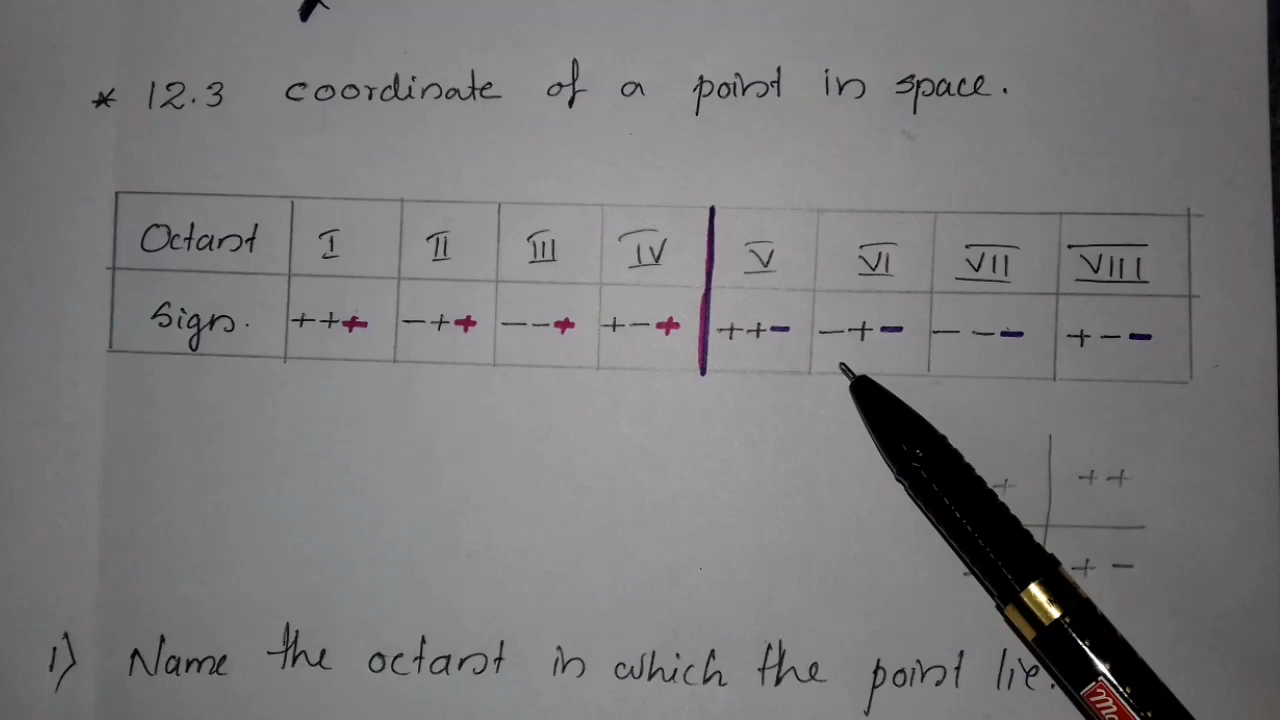 * 12.3 coordinate of a point in space.
Octant I II III IV V VI VII VIII
Sign. +++ -++ --+ +-+ ++- -+- --- +--
+ ++
+-
1) Name the octant in which the point lie.